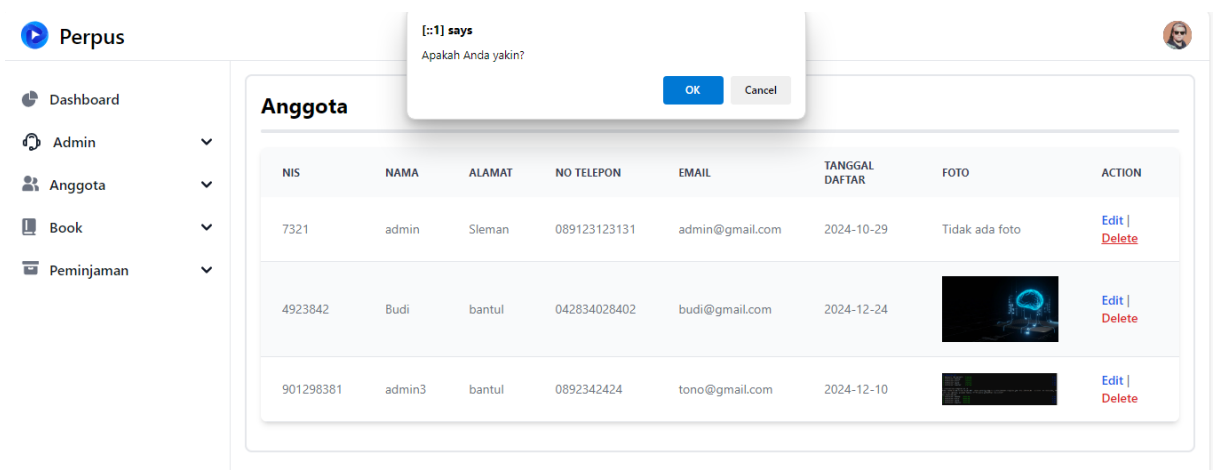 Perpus
[::1] says
Apakah Anda yakin?
OK
Cancel
Dashboard
Admin
Anggota
Book
Peminjaman
Anggota
NIS NAMA ALAMAT NO TELEPON EMAIL TANGGAL DAFTAR FOTO ACTION
7321 admin Sleman 089123123131 admin@gmail.com 2024-10-29 Tidak ada foto Edit |
Delete
4923842 Budi bantul 042834028402 budi@gmail.com 2024-12-24 Edit |
Delete
901298381 admin3 bantul 0892342424 tono@gmail.com 2024-12-10 Edit |
Delete